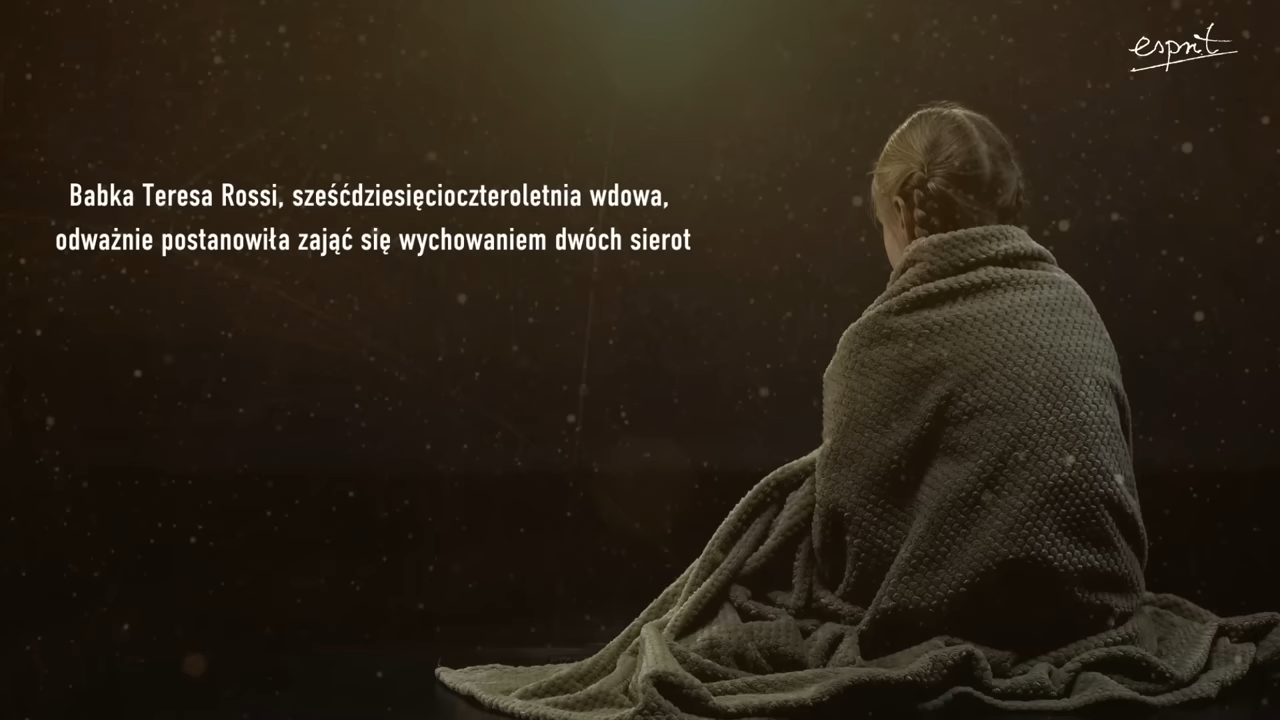 esprit
Babka Teresa Rossi, sześćdziesięcioczteroletnia wdowa,
odważnie postanowiła zająć się wychowaniem dwóch sierot